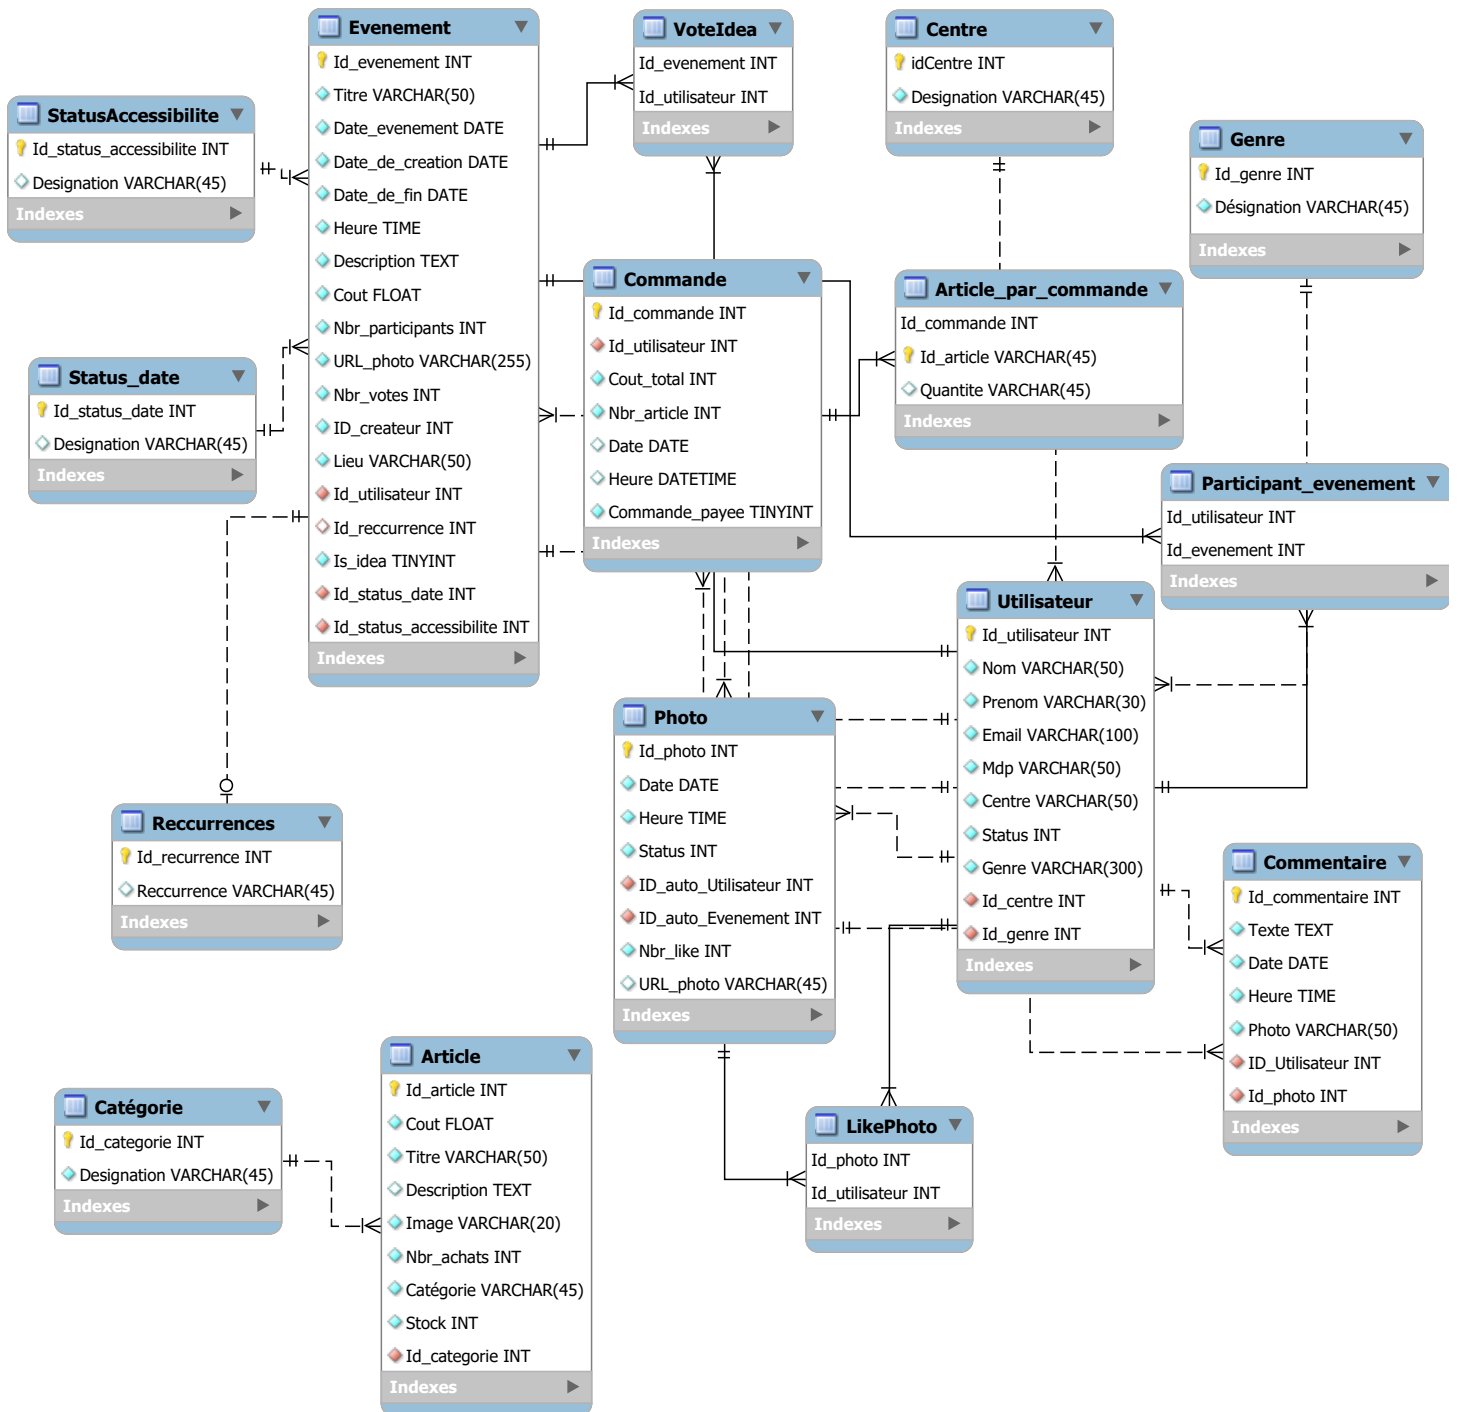 Evenement
Id_evenement INT
Titre VARCHAR(50)
Date_evenement DATE
Date_de_creation DATE
Date_de_fin DATE
Heure TIME
Description TEXT
Cout FLOAT
Nbr_participants INT
URL_photo VARCHAR(255)
Nbr_votes INT
ID_createur INT
Lieu VARCHAR(50)
Id_utilisateur INT
Id_reccurrence INT
Is_idea TINYINT
Id_status_date INT
Id_status_accessibilite INT
Indexes
VoteIdea
Id_evenement INT
Id_utilisateur INT
Indexes
Centre
idCentre INT
Designation VARCHAR(45)
Indexes
StatusAccessibilite
Id_status_accessibilite INT
Designation VARCHAR(45)
Indexes
Genre
Id_genre INT
Désignation VARCHAR(45)
Indexes
Commande
Id_commande INT
Id_utilisateur INT
Cout_total INT
Nbr_article INT
Date DATE
Heure DATETIME
Commande_payee TINYINT
Indexes
Article_par_commande
Id_commande INT
Id_article VARCHAR(45)
Quantite VARCHAR(45)
Indexes
Status_date
Id_status_date INT
Designation VARCHAR(45)
Indexes
Participant_evenement
Id_utilisateur INT
Id_evenement INT
Indexes
Utilisateur
Id_utilisateur INT
Nom VARCHAR(50)
Prenom VARCHAR(30)
Email VARCHAR(100)
Mdp VARCHAR(50)
Centre VARCHAR(50)
Status INT
Genre VARCHAR(300)
Id_centre INT
Id_genre INT
Indexes
Photo
Id_photo INT
Date DATE
Heure TIME
Status INT
ID_auto_Utilisateur INT
ID_auto_Evenement INT
Nbr_like INT
URL_photo VARCHAR(45)
Indexes
Reccurrences
Id_recurrence INT
Reccurrence VARCHAR(45)
Indexes
Commentaire
Id_commentaire INT
Texte TEXT
Date DATE
Heure TIME
Photo VARCHAR(50)
ID_Utilisateur INT
Id_photo INT
Indexes
Article
Id_article INT
Cout FLOAT
Titre VARCHAR(50)
Description TEXT
Image VARCHAR(20)
Nbr_achats INT
Catégorie VARCHAR(45)
Stock INT
Id_categorie INT
Indexes
Catégorie
Id_categorie INT
Designation VARCHAR(45)
Indexes
LikePhoto
Id_photo INT
Id_utilisateur INT
Indexes